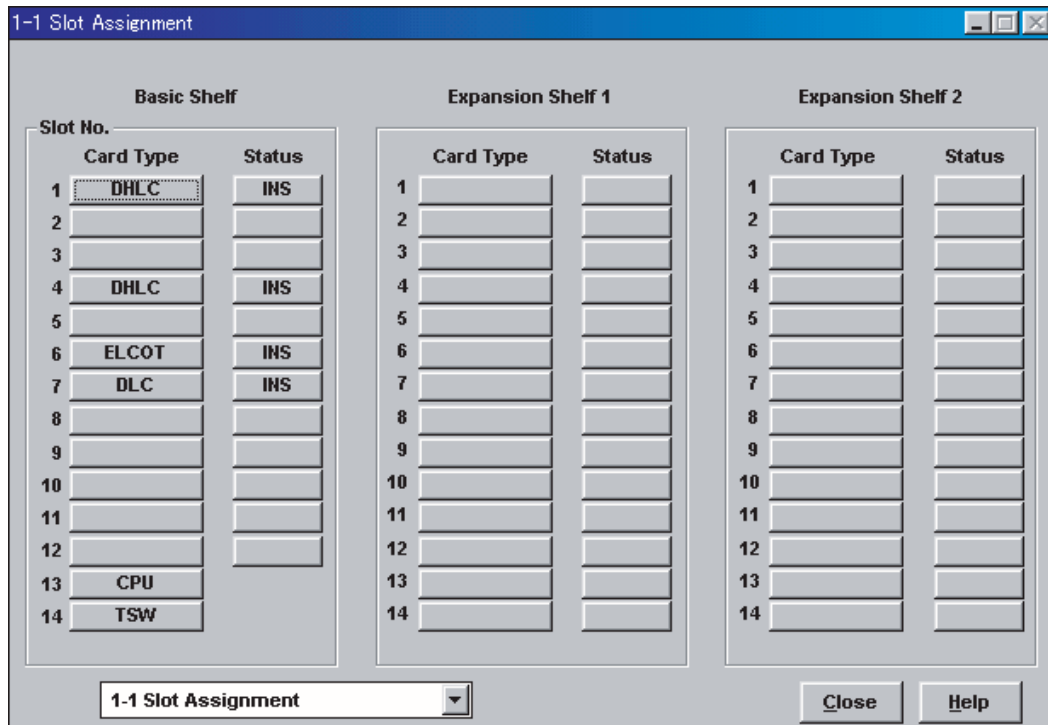 1-1 Slot Assignment
Basic Shelf Expansion Shelf 1 Expansion Shelf 2
Slot No.
Card Type Status Card Type Status Card Type Status
1 DHLC INS 1 1
2 2 2
3 3 3
4 DHLC INS 4 4
5 5 5
6 ELCOT INS 6 6
7 DLC INS 7 7
8 8 8
9 9 9
10 10 10
11 11 11
12 12 12
13 CPU 13 13
14 TSW 14 14
1-1 Slot Assignment Close Help